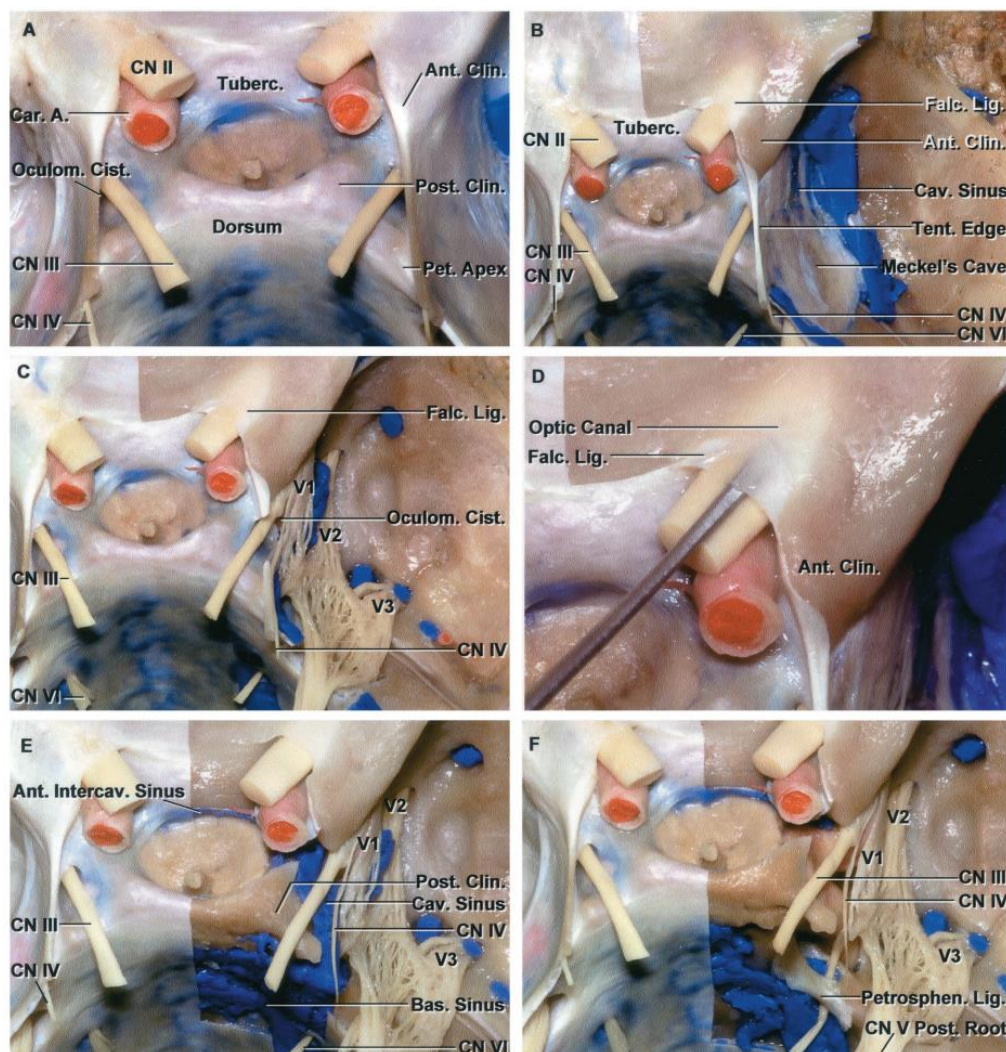 A
CN II
Tuberc.
Ant. Clin.
Car. A.
Oculom. Cist.
Post. Clin.
Dorsum
CN III
Pet. Apex
CN IV
B
Falc. Lig.
CN II
Tuberc.
Ant. Clin.
Cav. Sinus
Tent. Edge
CN III
Meckel's Cave
CN IV
CN IV
CN VI
C
Falc. Lig.
V1
Oculom. Cist.
V2
CN III
V3
CN IV
CN VI
D
Optic Canal
Falc. Lig.
Ant. Clin.
E
Ant. Intercav. Sinus
V2
V1
Post. Clin.
Cav. Sinus
CN III
CN IV
V3
CN IV
Bas. Sinus
CN VI
F
V2
V1
CN III
CN IV
V3
Petrosphen. Lig.
CN V Post. Root